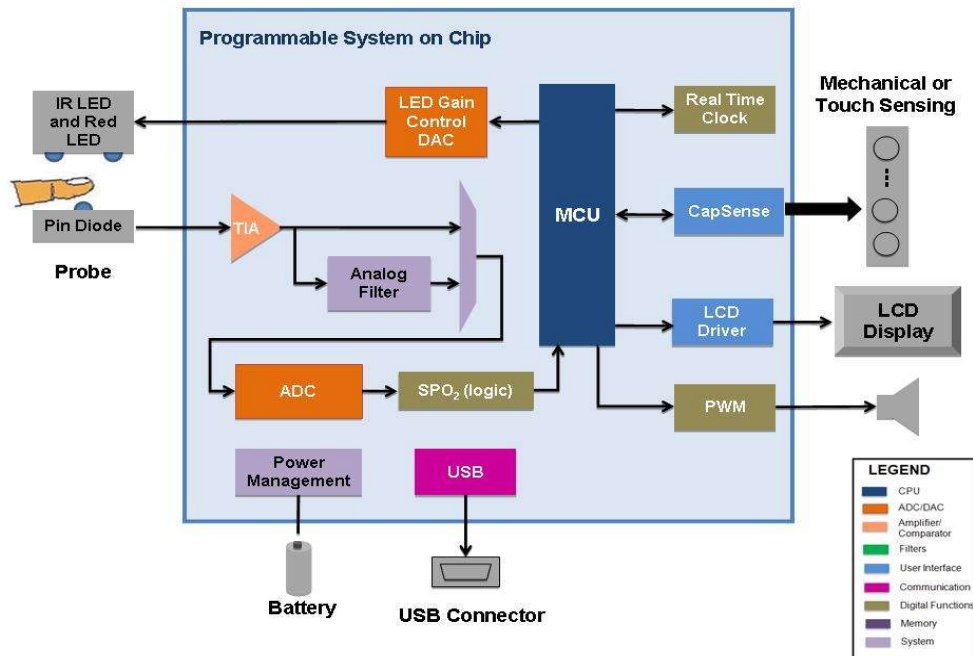 Programmable System on Chip
IR LED
and Red
LED
LED Gain
Control
DAC
MCU
Real Time
Clock
Mechanical or
Touch Sensing
Pin Diode
Probe
TIA
Analog
Filter
CapSense
LCD
Driver
LCD
Display
ADC
SPO₂ (logic)
PWM
Power
Management
USB
Battery
USB Connector
LEGEND
CPU
ADC/DAC
Amplifier/
Comparator
Filters
User Interface
Communication
Digital Functions
Memory
System